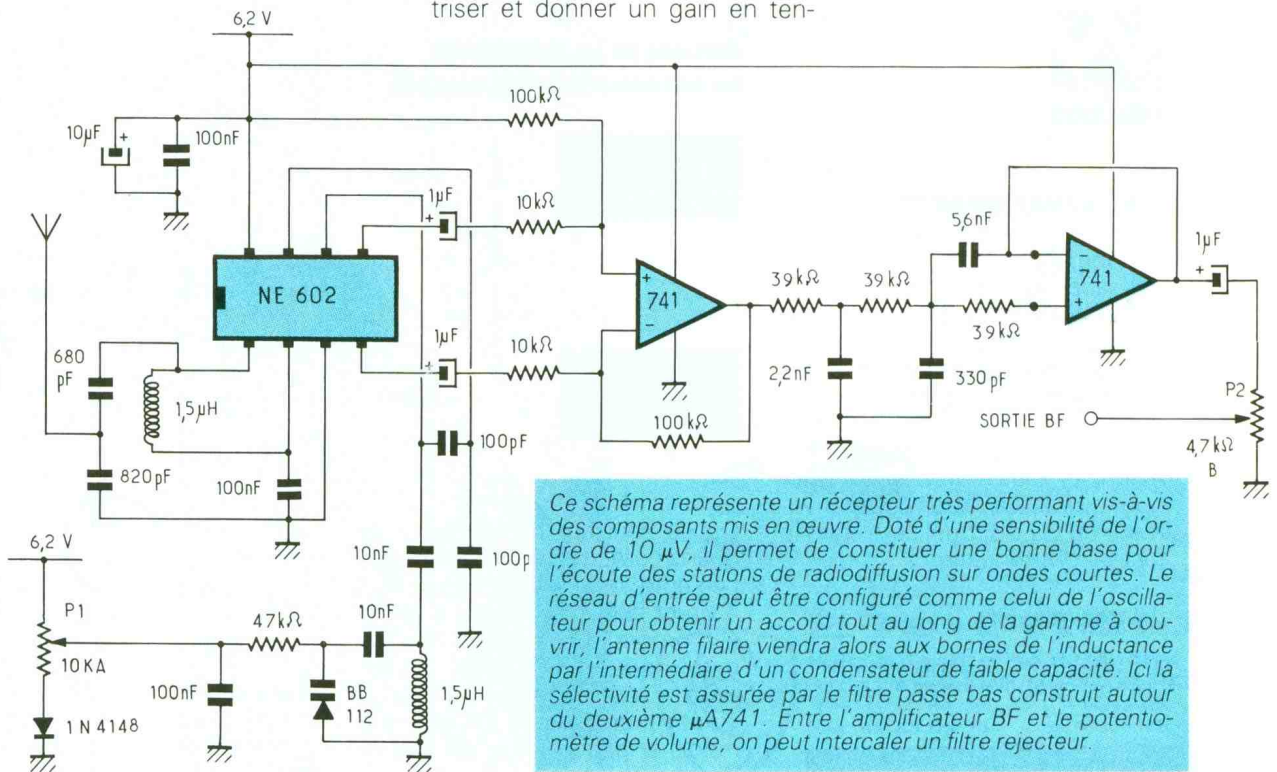 triser et donner un gain en ten-
6,2 V
10µF
+
100nF
100kΩ
1µF
+
10kΩ
NE 602
+
741
−
5,6nF
39kΩ
39kΩ
39kΩ
−
741
+
1µF
+
680
pF
1,5µH
1µF
+
10kΩ
2,2nF
330pF
P2
SORTIE BF
4,7kΩ
B
820pF
100nF
100pF
100kΩ
6,2 V
P1
10KA
1N4148
100nF
47kΩ
10nF
10nF
100p
BB
112
1,5µH
Ce schéma représente un récepteur très performant vis-à-vis
des composants mis en œuvre. Doté d'une sensibilité de l'or-
dre de 10 µV, il permet de constituer une bonne base pour
l'écoute des stations de radiodiffusion sur ondes courtes. Le
réseau d'entrée peut être configuré comme celui de l'oscilla-
teur pour obtenir un accord tout au long de la gamme à cou-
vrir, l'antenne filaire viendra alors aux bornes de l'inductance
par l'intermédiaire d'un condensateur de faible capacité. Ici la
sélectivité est assurée par le filtre passe bas construit autour
du deuxième µA741. Entre l'amplificateur BF et le potentio-
mètre de volume, on peut intercaler un filtre rejecteur.